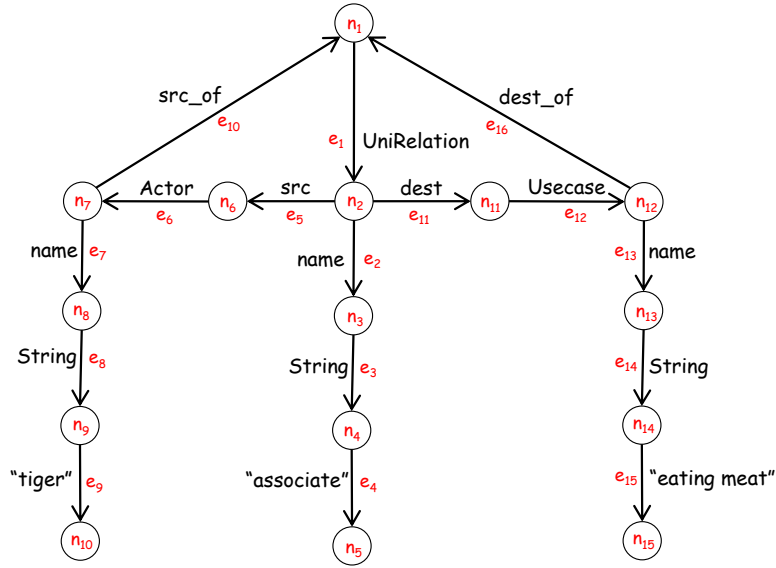 n1
src_of
dest_of
e10
e16
e1 UniRelation
n7 Actor n6 src n2 dest n11 Usecase n12
e6 e5 e11 e12
name e7
name e2
e13 name
n8
n3
n13
String e8
String e3
e14 String
n9
n4
n14
“tiger” e9
“associate” e4
e15 “eating meat”
n10
n5
n15